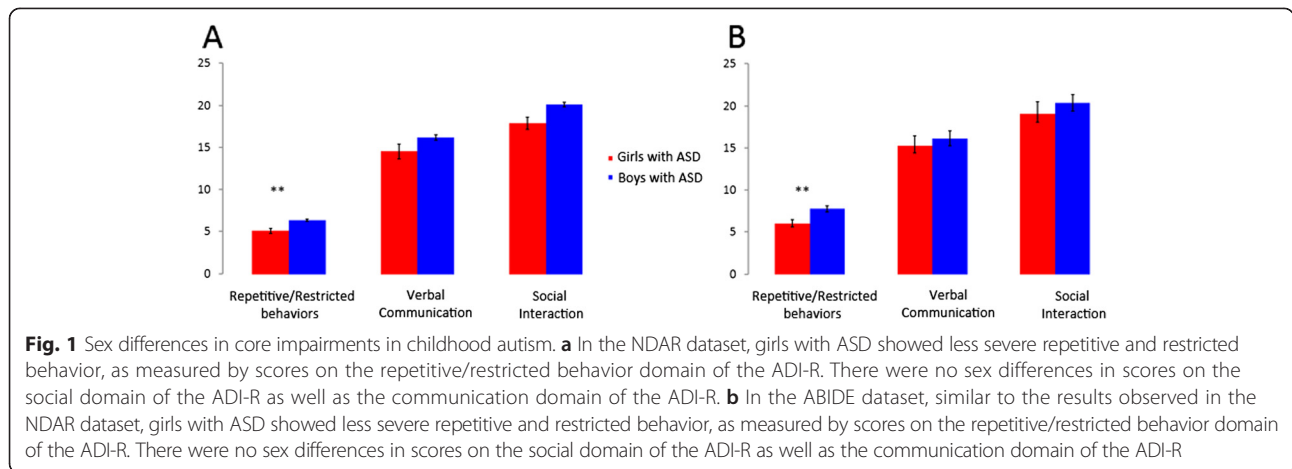 A
B
25
20
15
10
5
0
**
Repetitive/Restricted
behaviors
Verbal
Communication
Social
Interaction
Girls with ASD
Boys with ASD
25
20
15
10
5
0
**
Repetitive/Restricted
behaviors
Verbal
Communication
Social
Interaction
Fig. 1 Sex differences in core impairments in childhood autism. a In the NDAR dataset, girls with ASD showed less severe repetitive and restricted
behavior, as measured by scores on the repetitive/restricted behavior domain of the ADI-R. There were no sex differences in scores on the
social domain of the ADI-R as well as the communication domain of the ADI-R. b In the ABIDE dataset, similar to the results observed in the
NDAR dataset, girls with ASD showed less severe repetitive and restricted behavior, as measured by scores on the repetitive/restricted behavior domain
of the ADI-R. There were no sex differences in scores on the social domain of the ADI-R as well as the communication domain of the ADI-R